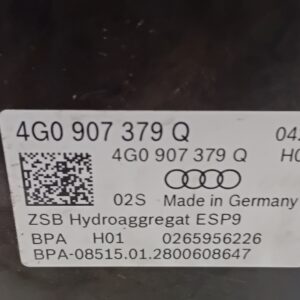 4G0 907 379 Q 04.
4G0 907 379 Q H0
02S Made in Germany
ZSB Hydroaggregat ESP9
BPA H01 0265956226
BPA-08515.01.2800608647